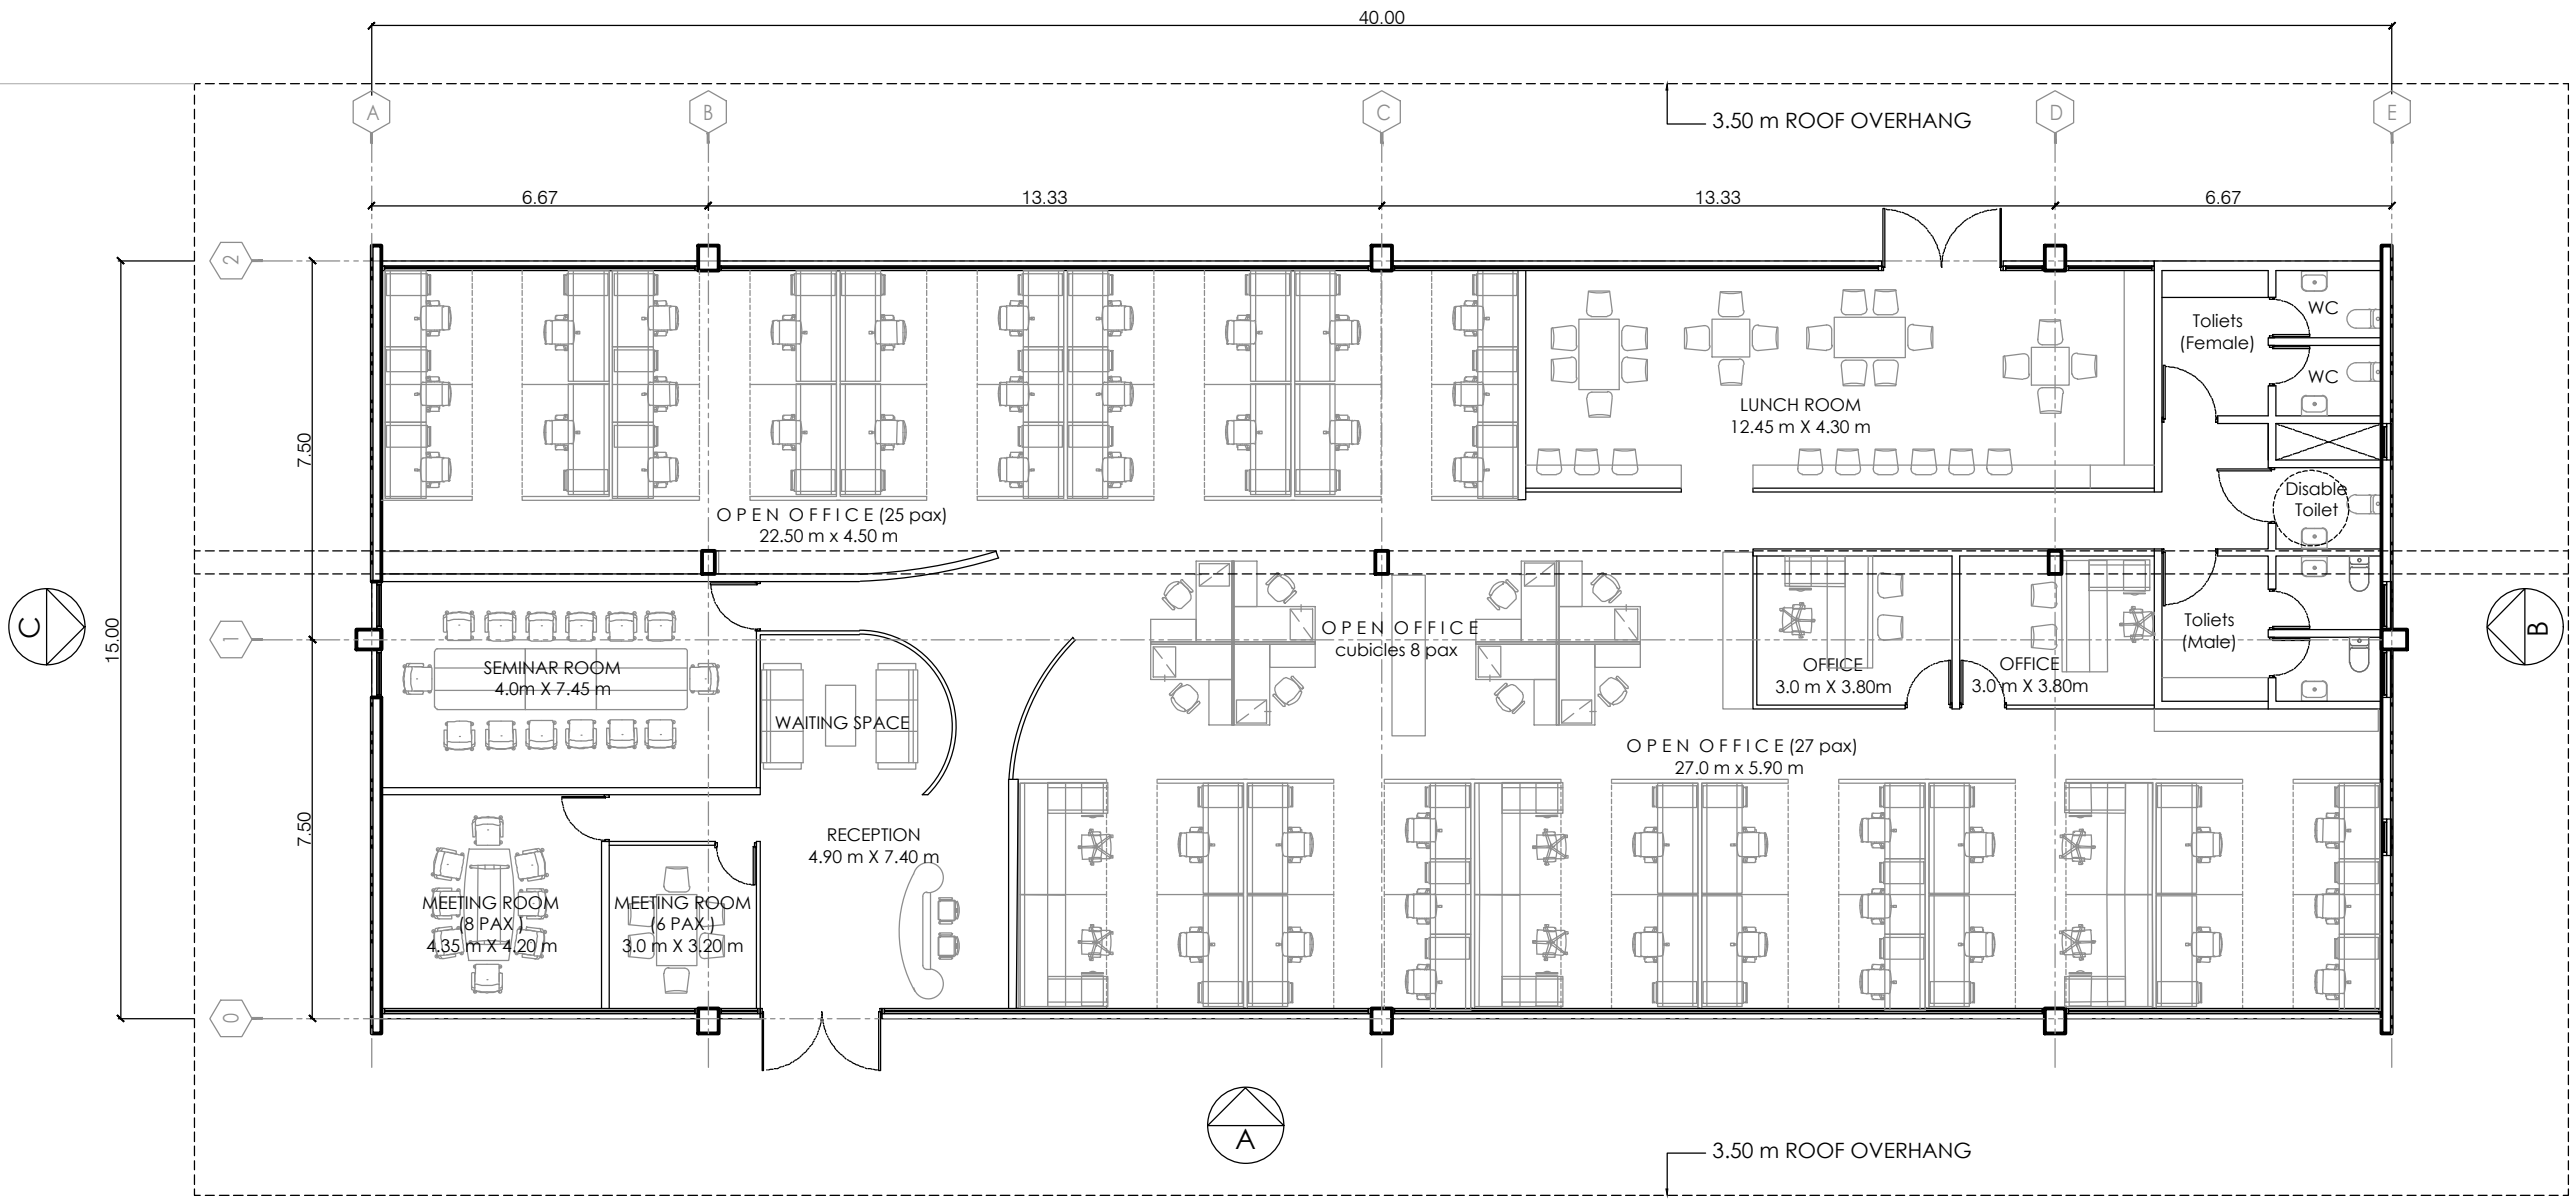 40.00
A
B
C
D
E
3.50 m ROOF OVERHANG
6.67
13.33
13.33
6.67
2
7.50
15.00
1
7.50
0
C
B
A
WC
Toliets
(Female)
WC
LUNCH ROOM
12.45 m X 4.30 m
Disable
Toilet
O P E N O F F I C E (25 pax)
22.50 m x 4.50 m
O P E N O F F I C E
cubicles 8 pax
Toliets
(Male)
SEMINAR ROOM
4.0m X 7.45 m
OFFICE
3.0 m X 3.80m
OFFICE
3.0 m X 3.80m
WAITING SPACE
O P E N O F F I C E (27 pax)
27.0 m x 5.90 m
RECEPTION
4.90 m X 7.40 m
MEETING ROOM
(8 PAX )
4.35 m X 4.20 m
MEETING ROOM
(6 PAX )
3.0 m X 3.20 m
3.50 m ROOF OVERHANG